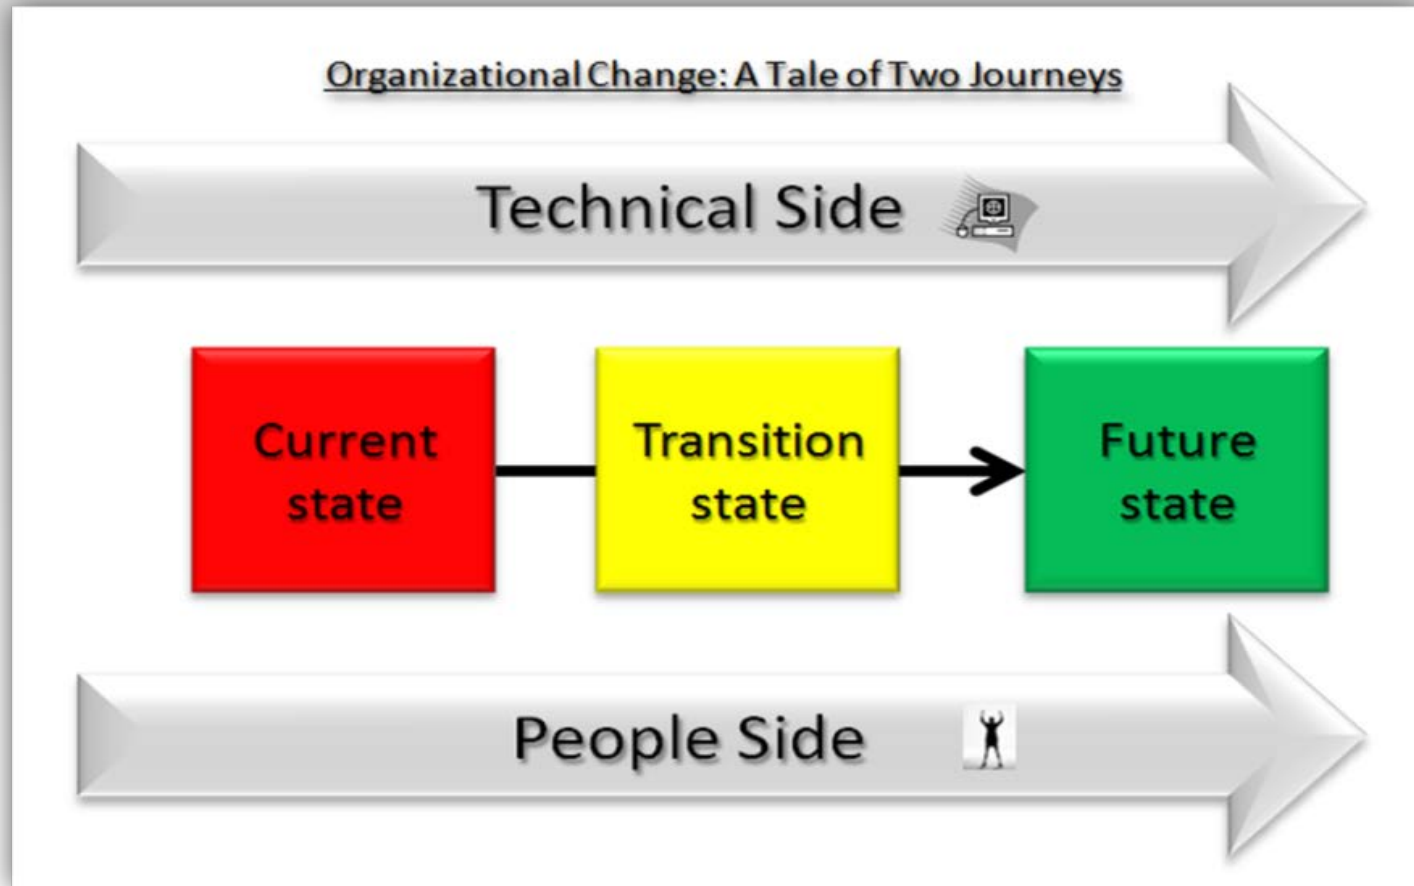 Organizational Change: A Tale of Two Journeys
Technical Side
Current
state
Transition
state
Future
state
People Side